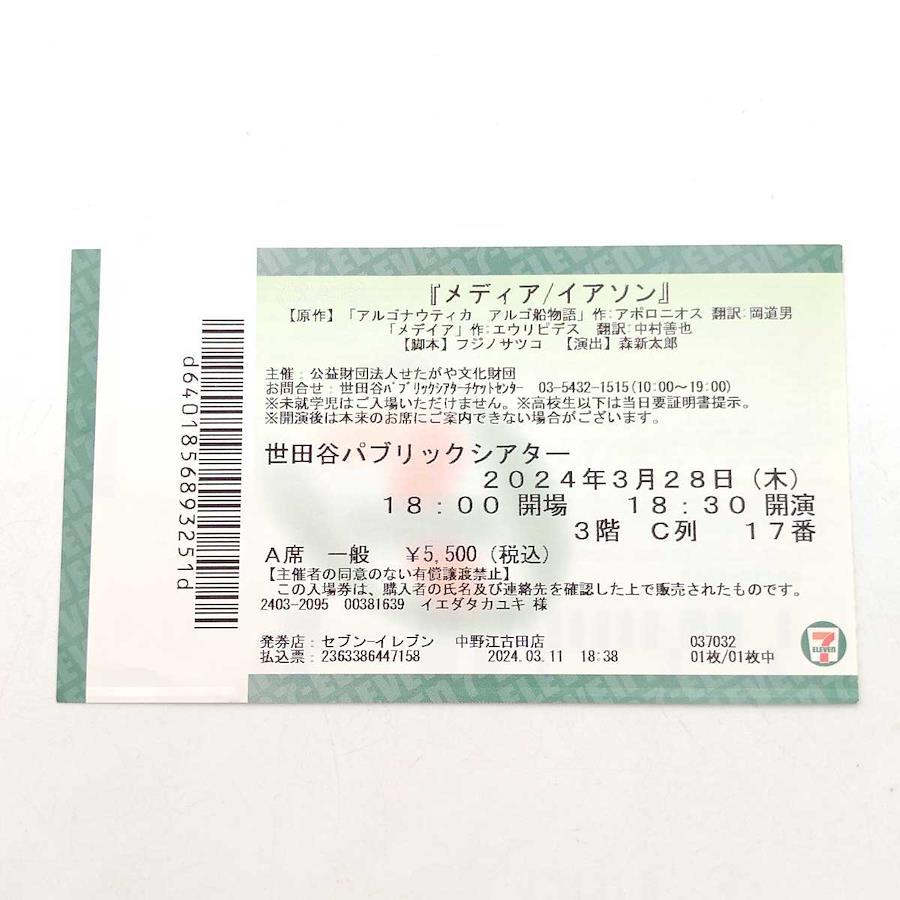 『メディア/イアソン』
【原作】「アルゴナウティカ アルゴ船物語」作:アポロニオス 翻訳:岡道男
「メデイア」作:エウリピデス 翻訳:中村善也
【脚本】フジノサツコ 【演出】森新太郎
主催:公益財団法人せたがや文化財団
お問合せ:世田谷パブリックシアターチケットセンター 03-5432-1515(10:00〜19:00)
※未就学児はご入場いただけません。※高校生以下は当日要証明書提示。
※開演後は本来のお席にご案内できない場合がございます。
世田谷パブリックシアター
2024年3月28日(木)
18:00 開場 18:30 開演
3階 C列 17番
A席 一般 ¥5,500(税込)
【主催者の同意のない有償譲渡禁止】
この入場券は、購入者の氏名及び連絡先を確認した上で販売されたものです。
2403-2095 00381639 イエダタカユキ 様
発券店:セブン-イレブン 中野江古田店 037032
払込票:2363386447158 2024.03.11 18:38 01枚/01枚中
d6401856893251d
7-ELEVEN